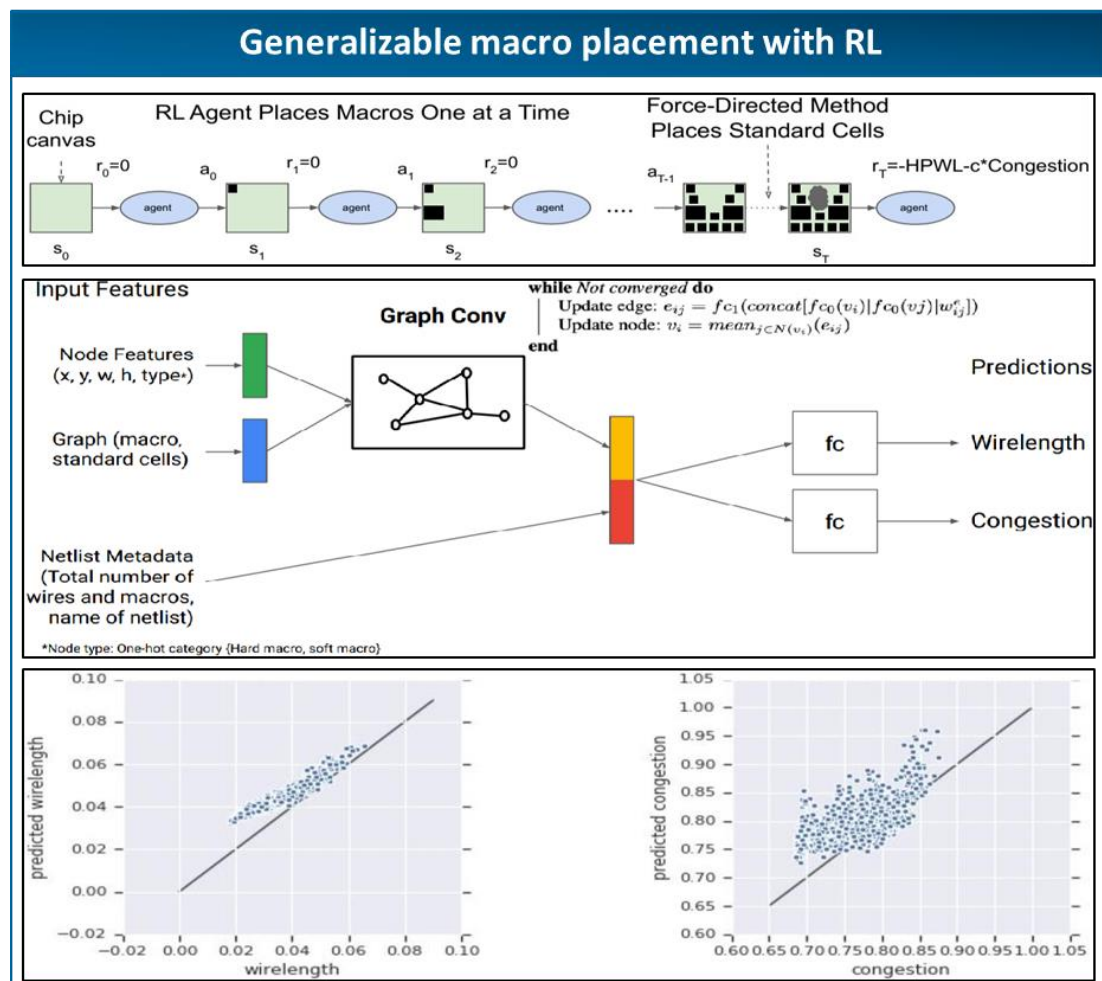 Generalizable macro placement with RL
Chip
canvas
RL Agent Places Macros One at a Time
Force-Directed Method
Places Standard Cells
r0=0
a0
r1=0
a1
r2=0
aT-1
rT=-HPWL-c*Congestion
agent
agent
agent
....
agent
s0
s1
s2
sT
Input Features
while Not converged do
Update edge: e_ij = fc1(concat[fc0(vi)|fc0(vj)|w^e_ij])
Update node: vi = mean_j⊂N(vi)(e_ij)
end
Graph Conv
Node Features
(x, y, w, h, type*)
Graph (macro,
standard cells)
Predictions
fc
Wirelength
fc
Congestion
Netlist Metadata
(Total number of
wires and macros,
name of netlist)
*Node type: One-hot category {Hard macro, soft macro}
0.10
0.08
0.06
0.04
0.02
0.00
−0.02
predicted wirelength
−0.02 0.00 0.02 0.04 0.06 0.08 0.10
wirelength
1.05
1.00
0.95
0.90
0.85
0.80
0.75
0.70
0.65
0.60
predicted congestion
0.60 0.65 0.70 0.75 0.80 0.85 0.90 0.95 1.00 1.05
congestion